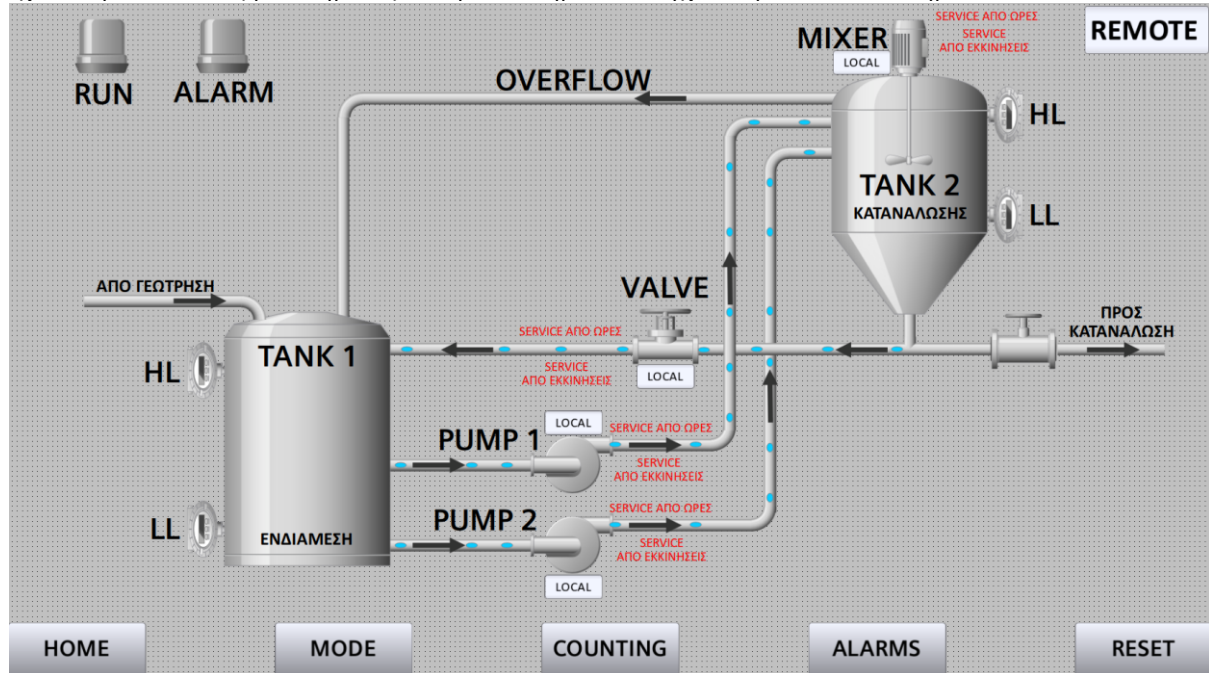 SERVICE ΑΠΟ ΩΡΕΣ
SERVICE
ΑΠΟ ΕΚΚΙΝΗΣΕΙΣ
REMOTE
MIXER
LOCAL
RUN
ALARM
OVERFLOW
HL
TANK 2
ΚΑΤΑΝΑΛΩΣΗΣ
LL
ΑΠΟ ΓΕΩΤΡΗΣΗ
VALVE
ΠΡΟΣ
ΚΑΤΑΝΑΛΩΣΗ
SERVICE ΑΠΟ ΩΡΕΣ
TANK 1
HL
SERVICE
ΑΠΟ ΕΚΚΙΝΗΣΕΙΣ
LOCAL
LOCAL
PUMP 1
SERVICE ΑΠΟ ΩΡΕΣ
SERVICE
ΑΠΟ ΕΚΚΙΝΗΣΕΙΣ
SERVICE ΑΠΟ ΩΡΕΣ
PUMP 2
LL
ΕΝΔΙΑΜΕΣΗ
SERVICE
ΑΠΟ ΕΚΚΙΝΗΣΕΙΣ
LOCAL
HOME
MODE
COUNTING
ALARMS
RESET